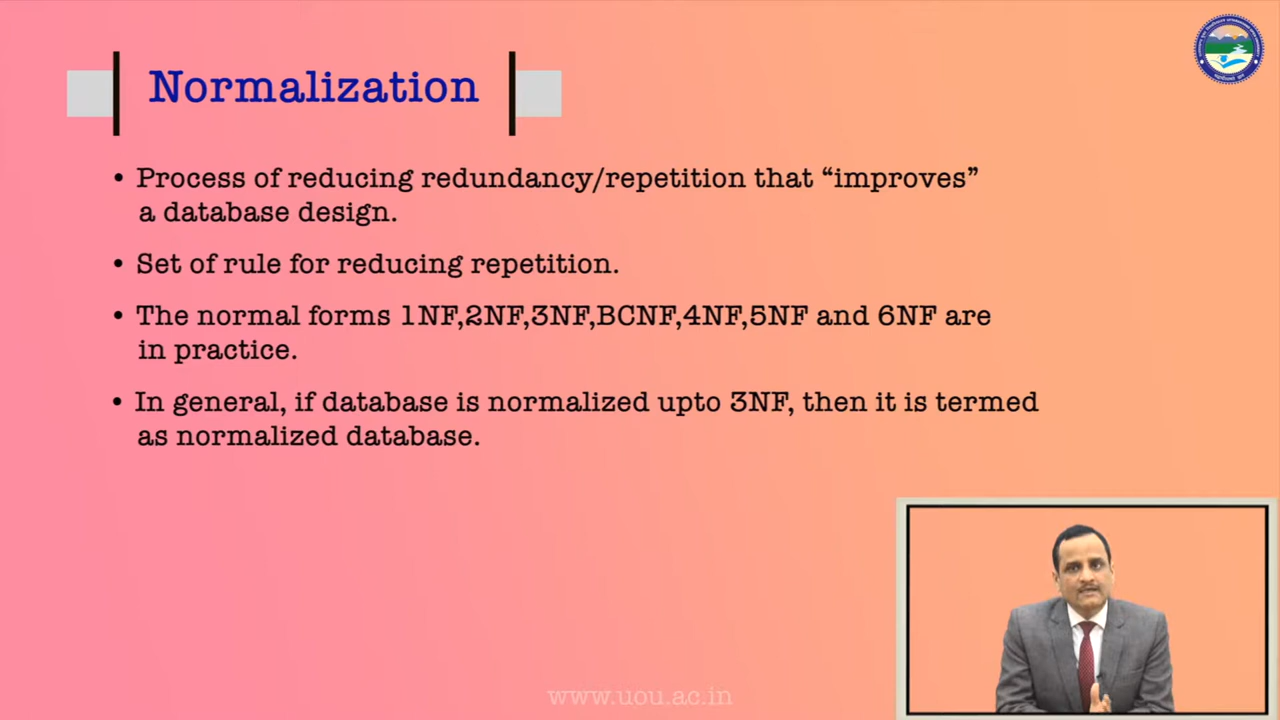 Normalization
• Process of reducing redundancy/repetition that “improves”
a database design.
• Set of rule for reducing repetition.
• The normal forms 1NF,2NF,3NF,BCNF,4NF,5NF and 6NF are
in practice.
• In general, if database is normalized upto 3NF, then it is termed
as normalized database.
www.uou.ac.in